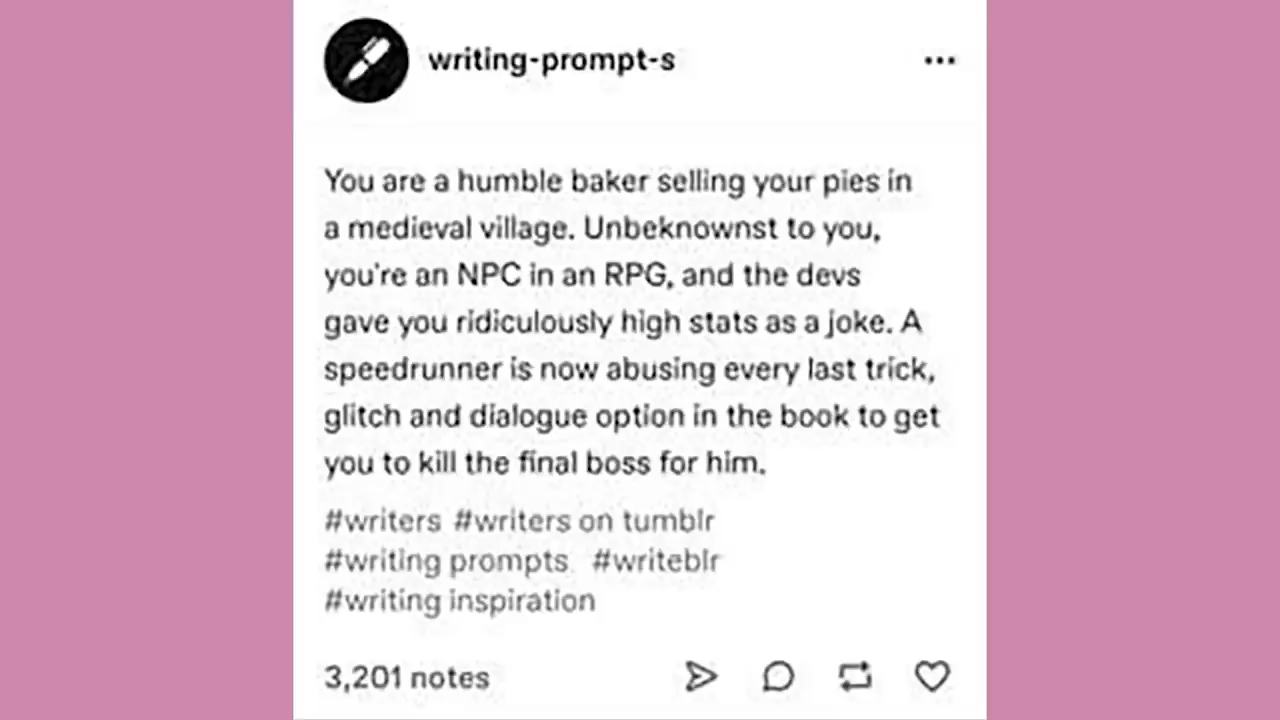 writing-prompt-s
You are a humble baker selling your pies in
a medieval village. Unbeknownst to you,
you're an NPC in an RPG, and the devs
gave you ridiculously high stats as a joke. A
speedrunner is now abusing every last trick,
glitch and dialogue option in the book to get
you to kill the final boss for him.
#writers #writers on tumblr
#writing prompts #writeblr
#writing inspiration
3,201 notes